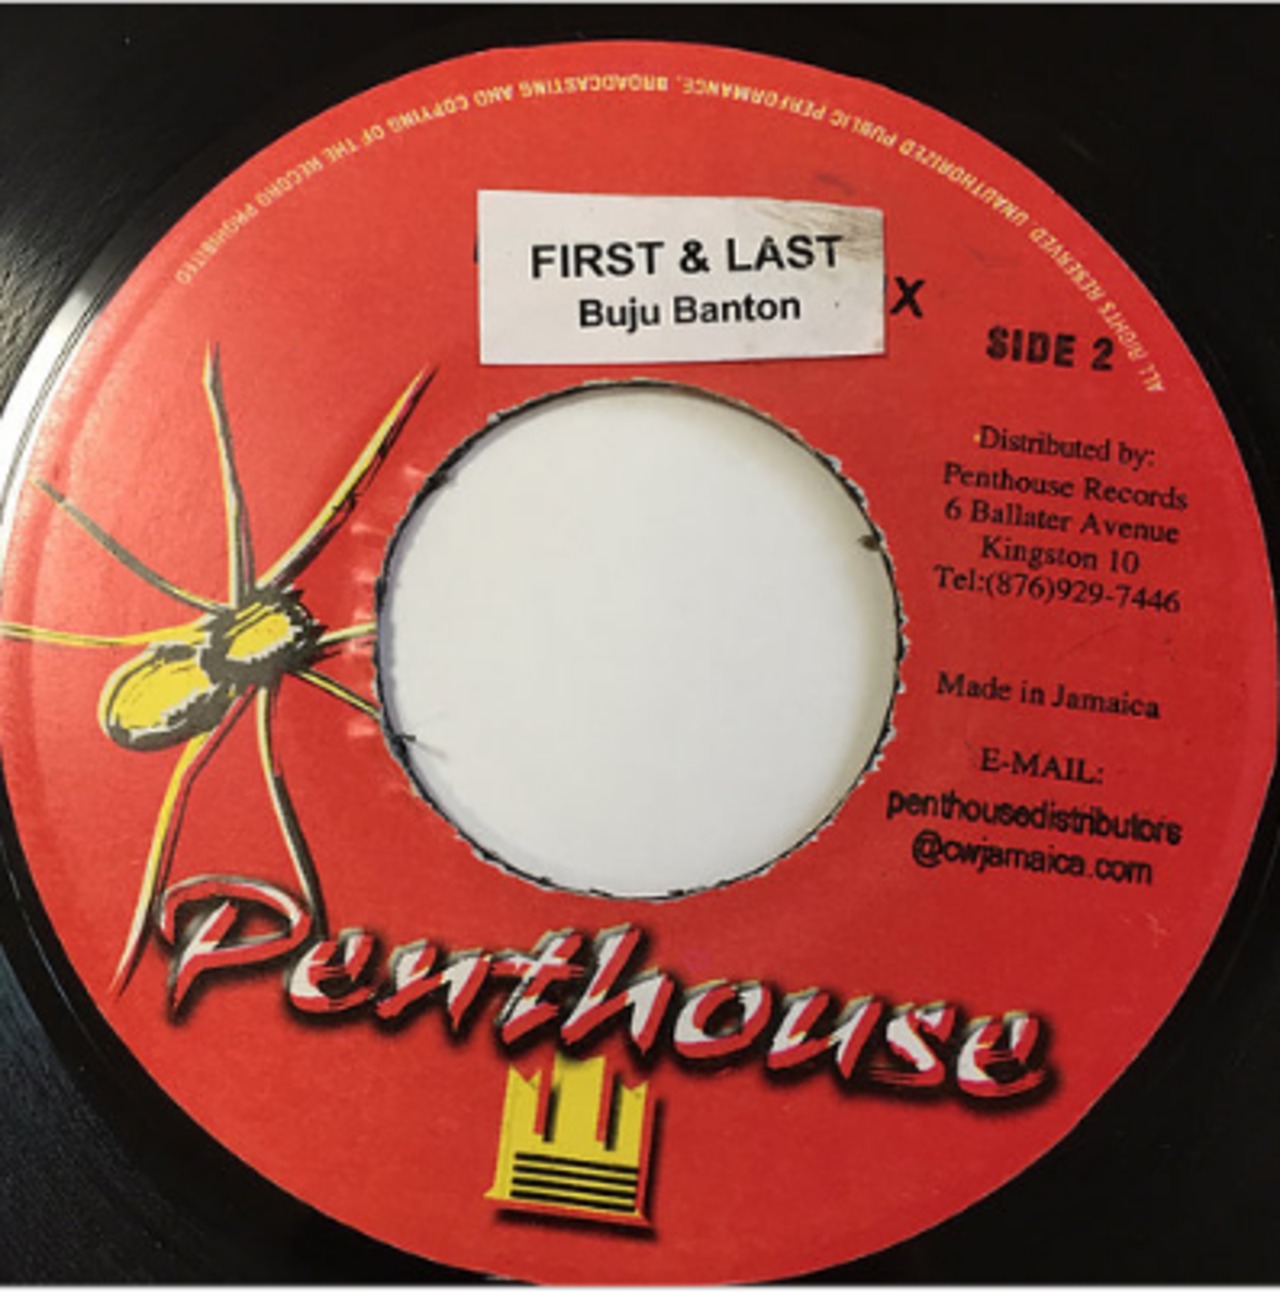 ALL RIGHTS RESERVED. UNAUTHORIZED PUBLIC PERFORMANCE, BROADCASTING AND COPYING OF THE RECORD PROHIBITED
FIRST & LAST
Buju Banton
X
SIDE 2
Distributed by:
Penthouse Records
6 Ballater Avenue
Kingston 10
Tel:(876)929-7446
Made in Jamaica
E-MAIL:
penthousedistributors
@cwjamaica.com
Penthouse